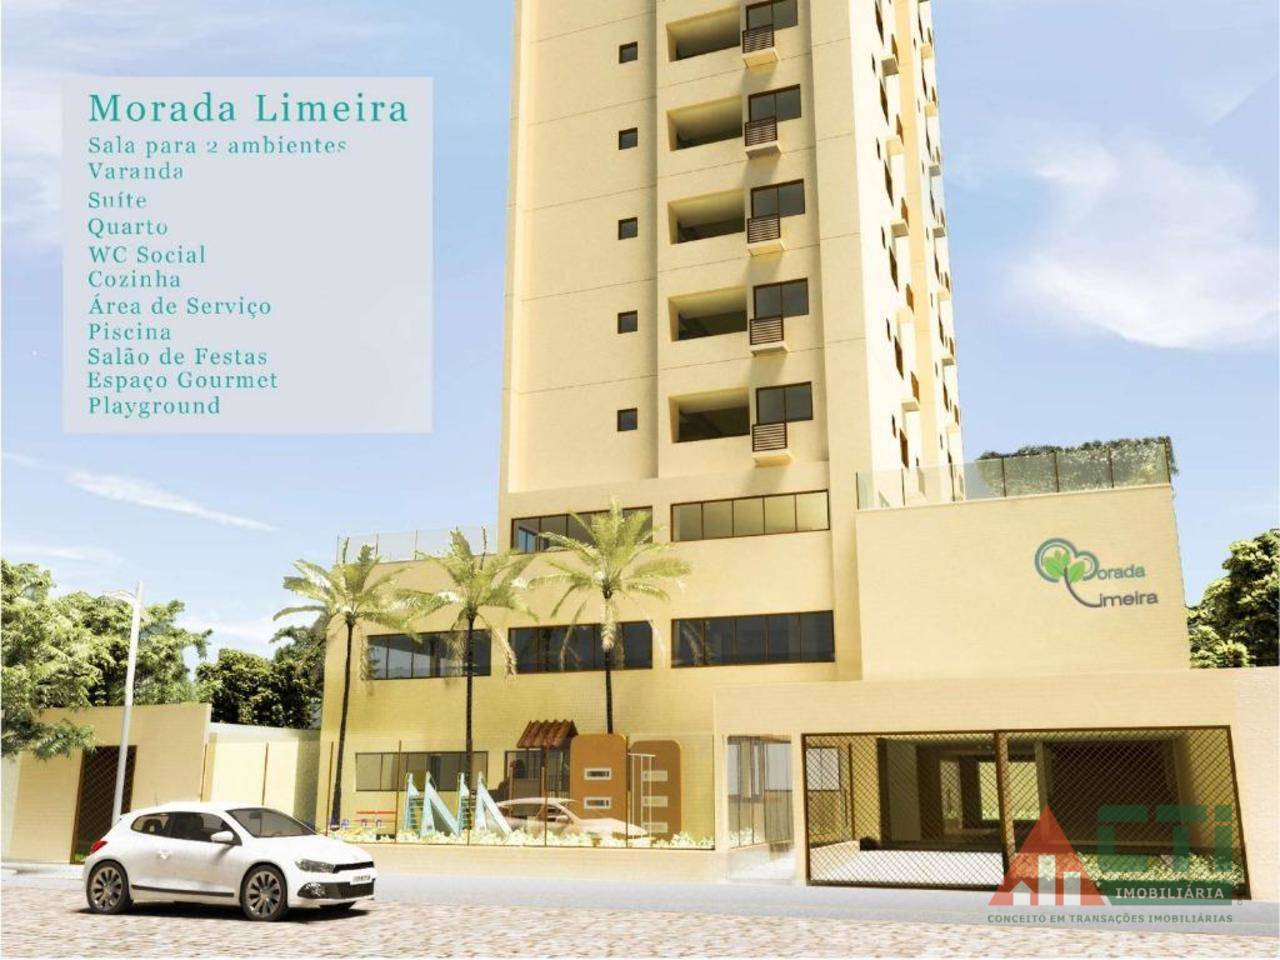 Morada Limeira
Sala para 2 ambientes
Varanda
Suíte
Quarto
WC Social
Cozinha
Área de Serviço
Piscina
Salão de Festas
Espaço Gourmet
Playground
Morada
Limeira
CTI
IMOBILIÁRIA
CONCEITO EM TRANSAÇÕES IMOBILIÁRIAS